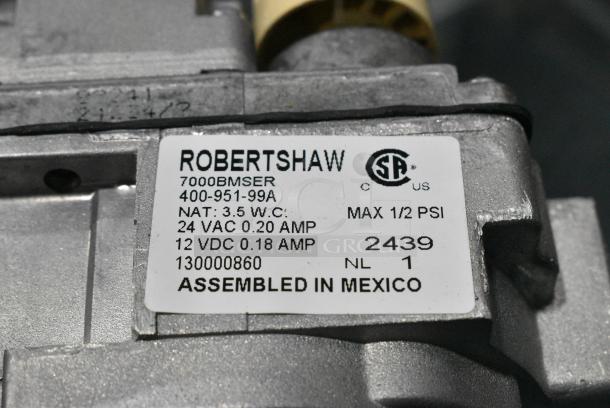 ROBERTSHAW
7000BMSER
C US
400-951-99A
NAT: 3.5 W.C. MAX 1/2 PSI
24 VAC 0.20 AMP
12 VDC 0.18 AMP 2439
130000860 NL 1
ASSEMBLED IN MEXICO
GROUP